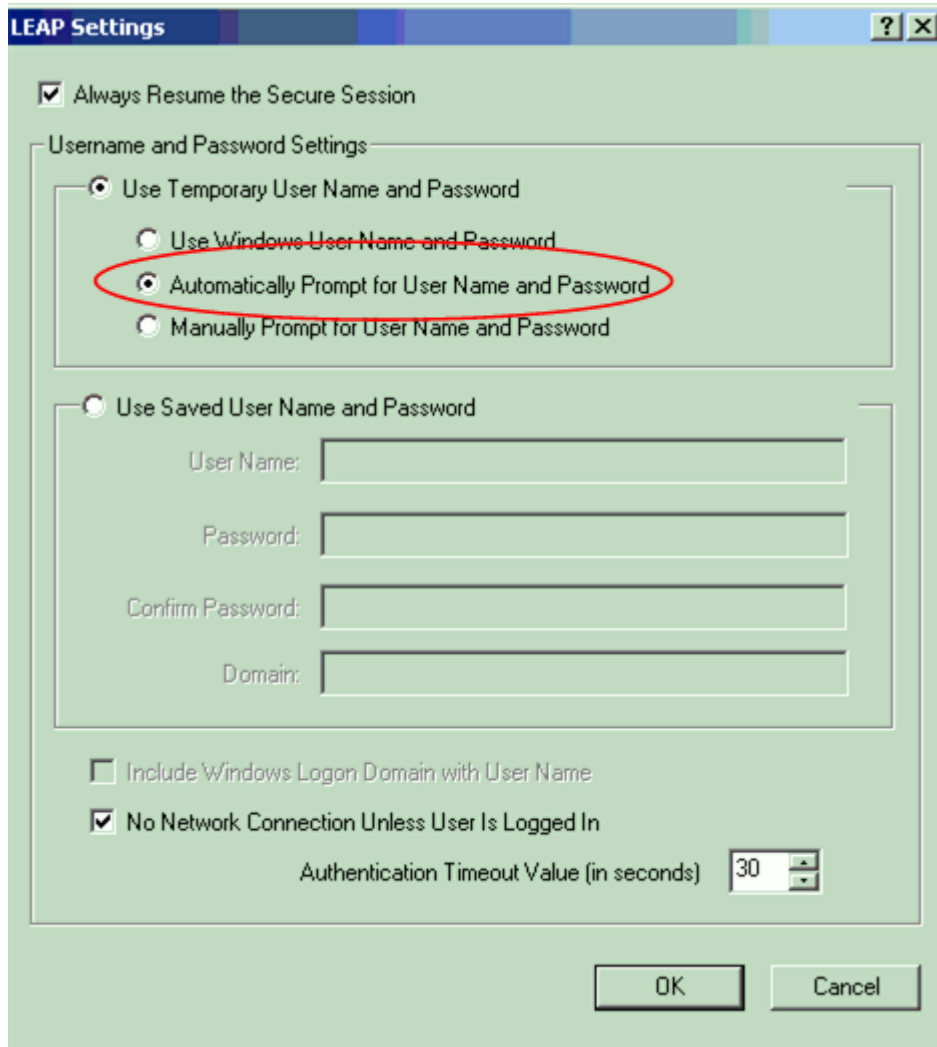 LEAP Settings
Always Resume the Secure Session
Username and Password Settings
Use Temporary User Name and Password
Use Windows User Name and Password
Automatically Prompt for User Name and Password
Manually Prompt for User Name and Password
Use Saved User Name and Password
User Name:
Password:
Confirm Password:
Domain:
Include Windows Logon Domain with User Name
No Network Connection Unless User Is Logged In
Authentication Timeout Value (in seconds) 30
OK Cancel